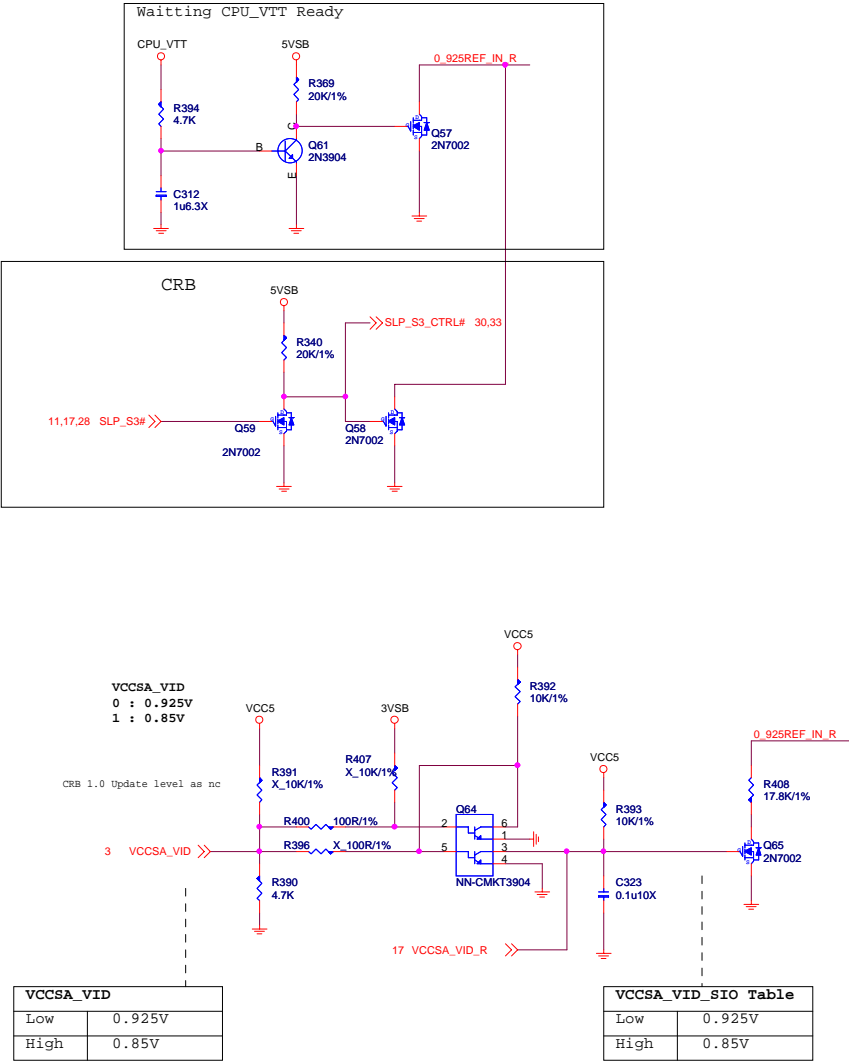 Waitting CPU_VTT Ready
CPU_VTT
5VSB
0_925REF_IN_R
R369
20K/1%
R394
4.7K
C
D
G
S
Q57
2N7002
B
Q61
2N3904
E
C312
1u6.3X
CRB
5VSB
SLP_S3_CTRL# 30,33
R340
20K/1%
11,17,28 SLP_S3#
D
G
S
Q59
2N7002
D
G
S
Q58
2N7002
VCC5
VCCSA_VID
0 : 0.925V
1 : 0.85V
R392
10K/1%
VCC5
3VSB
0_925REF_IN_R
R407
X_10K/1%
VCC5
R391
X_10K/1%
CRB 1.0 Update level as nc
R408
17.8K/1%
R393
10K/1%
Q64
R400 100R/1%
2
6
1
3 VCCSA_VID
R396 X_100R/1%
5
3
4
D
G
S
Q65
2N7002
NN-CMKT3904
R390
4.7K
C323
0.1u10X
17 VCCSA_VID_R
VCCSA_VID
Low 0.925V
High 0.85V
VCCSA_VID_SIO Table
Low 0.925V
High 0.85V